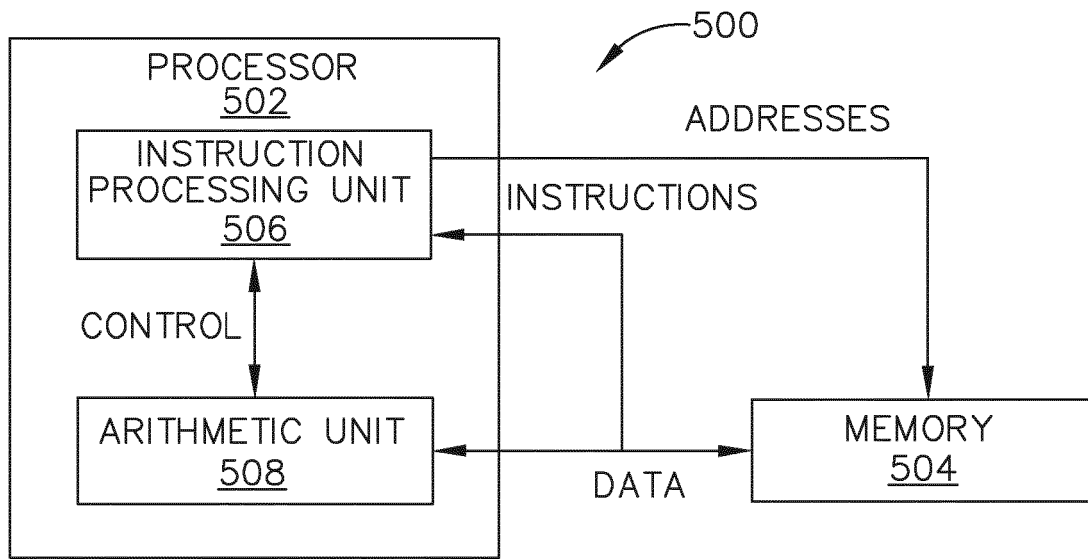 500
PROCESSOR
502
ADDRESSES
INSTRUCTION
PROCESSING UNIT
506
INSTRUCTIONS
CONTROL
ARITHMETIC UNIT
508
DATA
MEMORY
504